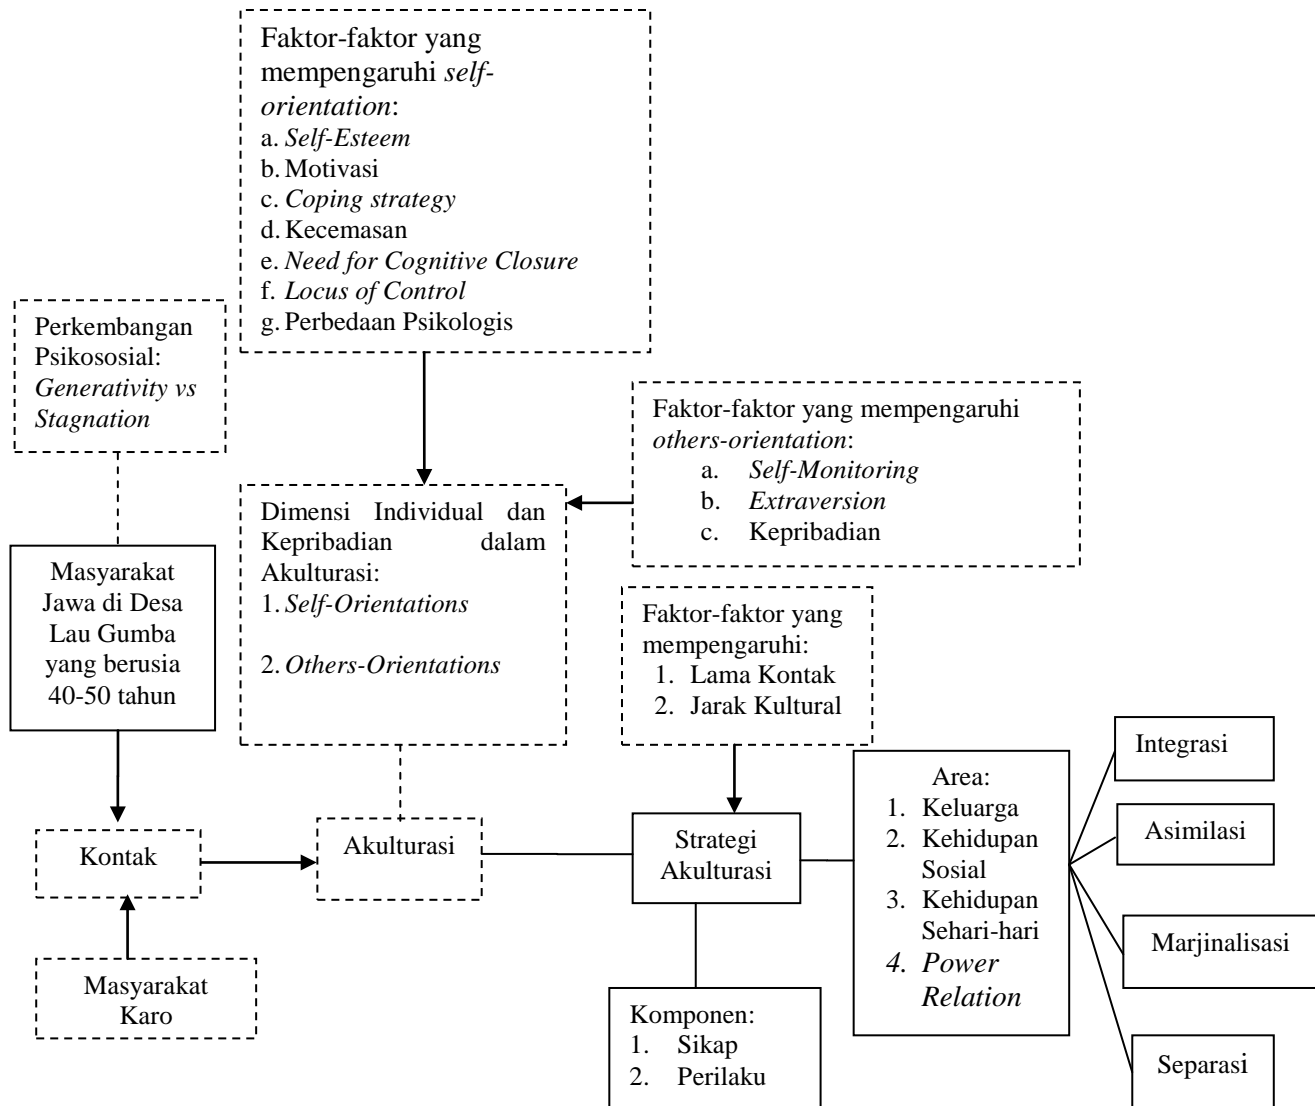 Faktor-faktor yang
mempengaruhi self-
orientation:
a. Self-Esteem
b. Motivasi
c. Coping strategy
d. Kecemasan
e. Need for Cognitive Closure
f. Locus of Control
g. Perbedaan Psikologis
Perkembangan
Psikososial:
Generativity vs
Stagnation
Faktor-faktor yang mempengaruhi
others-orientation:
a. Self-Monitoring
b. Extraversion
c. Kepribadian
Dimensi Individual dan
Kepribadian dalam
Akulturasi:
1. Self-Orientations
2. Others-Orientations
Masyarakat
Jawa di Desa
Lau Gumba
yang berusia
40-50 tahun
Faktor-faktor yang
mempengaruhi:
1. Lama Kontak
2. Jarak Kultural
Kontak
Akulturasi
Strategi
Akulturasi
Area:
1. Keluarga
2. Kehidupan
Sosial
3. Kehidupan
Sehari-hari
4. Power
Relation
Integrasi
Asimilasi
Marjinalisasi
Separasi
Masyarakat
Karo
Komponen:
1. Sikap
2. Perilaku